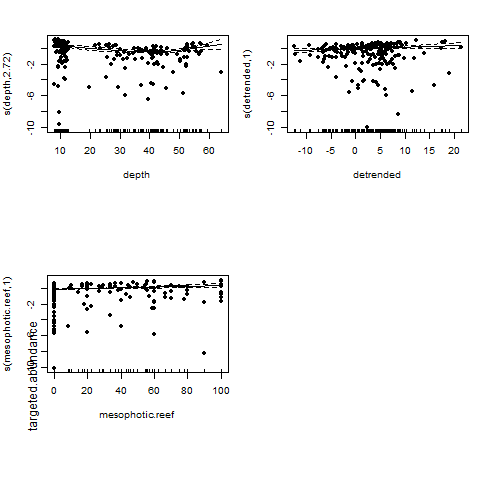 s(depth,2.72)
-2
-6
-10
10 20 30 40 50 60
depth
s(detrended,1)
-2
-6
-10
-10 -5 0 5 10 15 20
detrended
s(mesophotic.reef,1)
targeted.abundance
-2
0 20 40 60 80 100
mesophotic.reef